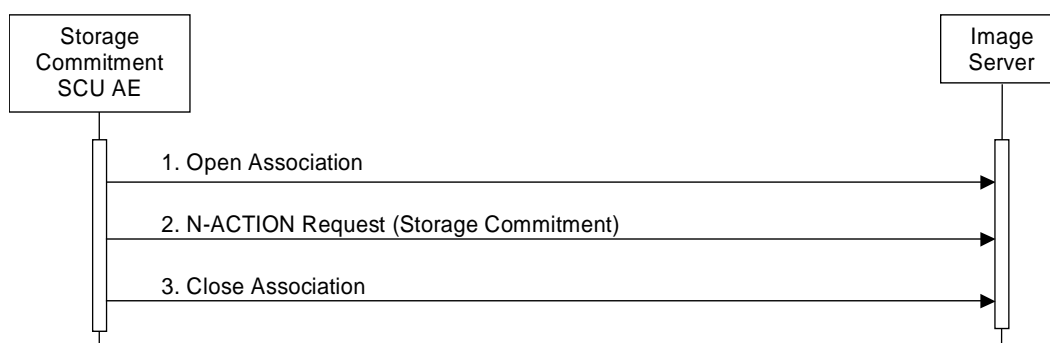 Storage
Commitment
SCU AE
Image
Server
1. Open Association
2. N-ACTION Request (Storage Commitment)
3. Close Association